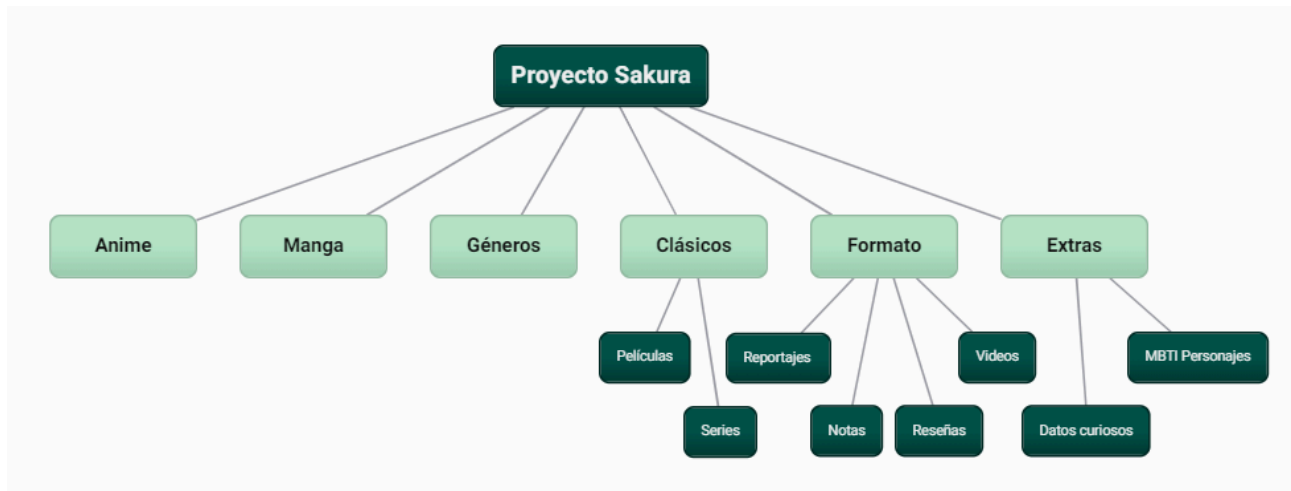 Proyecto Sakura
Anime
Manga
Géneros
Clásicos
Formato
Extras
Películas
Reportajes
Videos
MBTI Personajes
Series
Notas
Reseñas
Datos curiosos